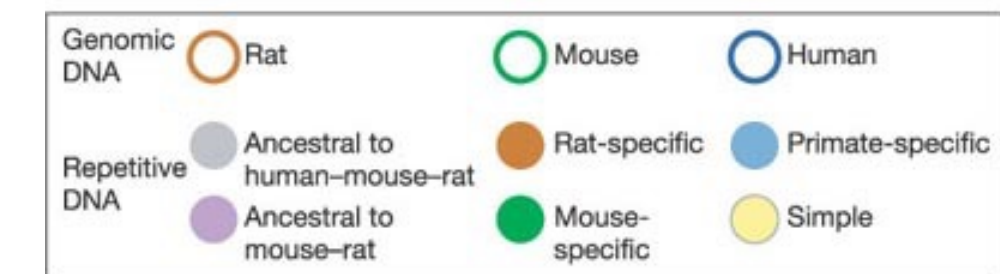 Genomic
DNA
Rat
Mouse
Human
Repetitive
DNA
Ancestral to
human–mouse–rat
Rat-specific
Primate-specific
Ancestral to
mouse–rat
Mouse-
specific
Simple